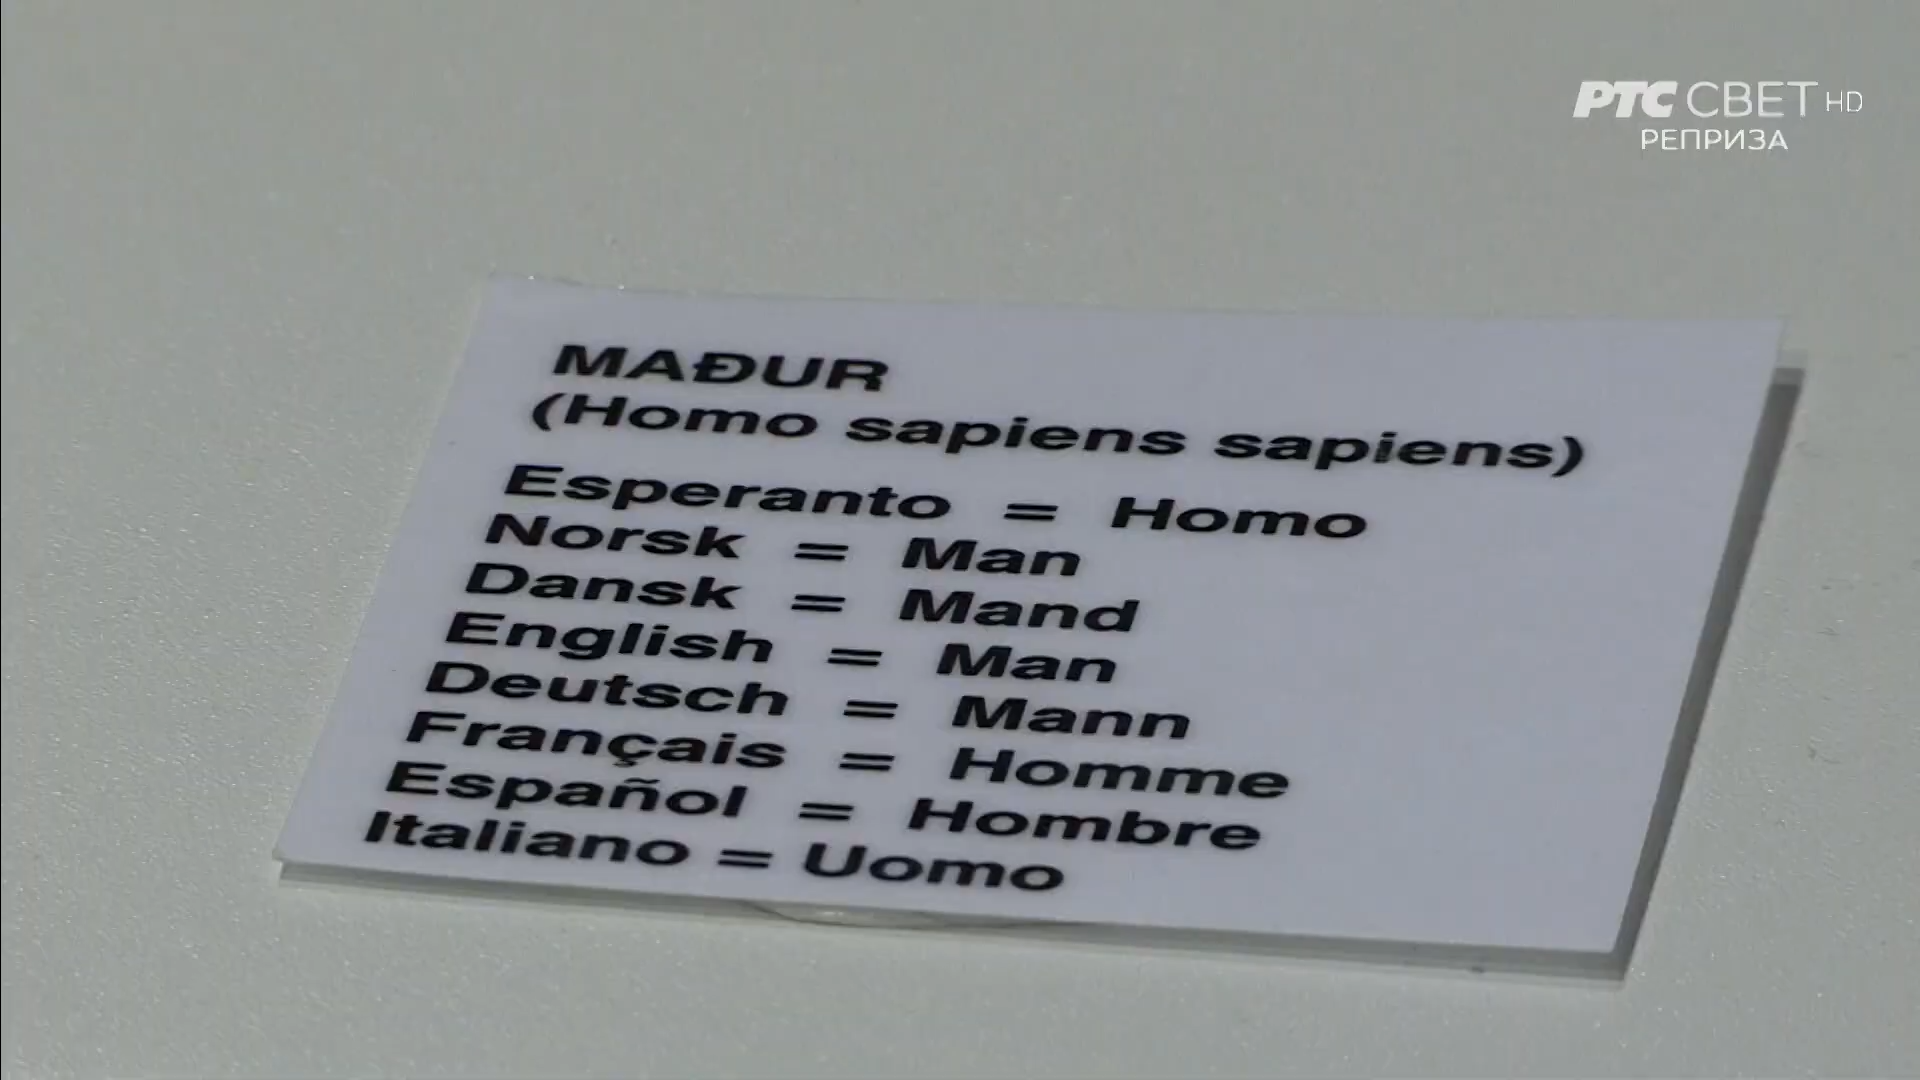 РТС СВЕТ HD
РЕПРИЗА
MAÐUR
(Homo sapiens sapiens)
Esperanto = Homo
Norsk = Man
Dansk = Mand
English = Man
Deutsch = Mann
Français = Homme
Español = Hombre
Italiano = Uomo